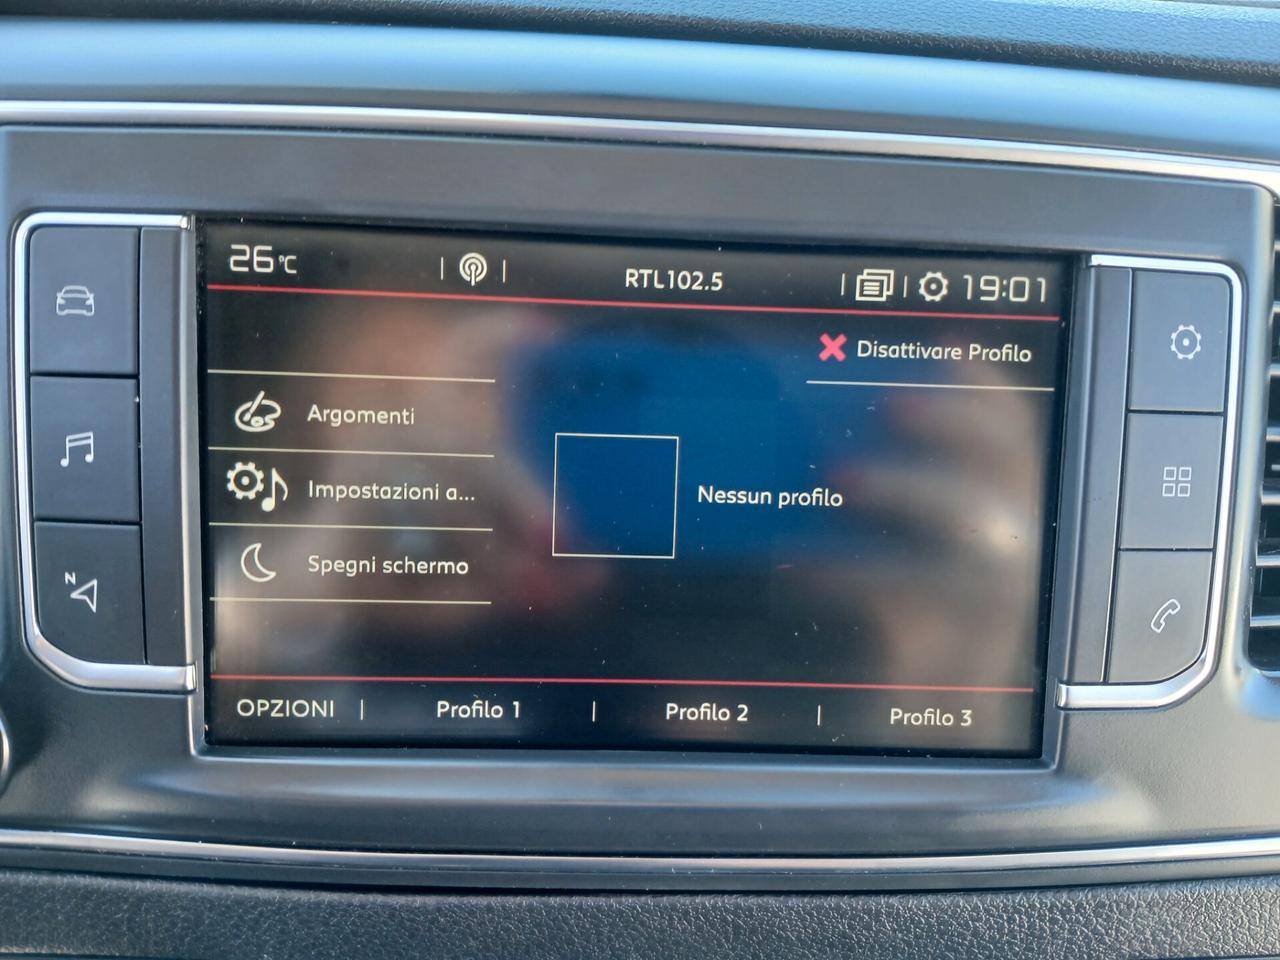 26°C RTL102.5 19:01
Disattivare Profilo
Argomenti
Impostazioni a...
Spegni schermo
Nessun profilo
OPZIONI Profilo 1 Profilo 2 Profilo 3
N